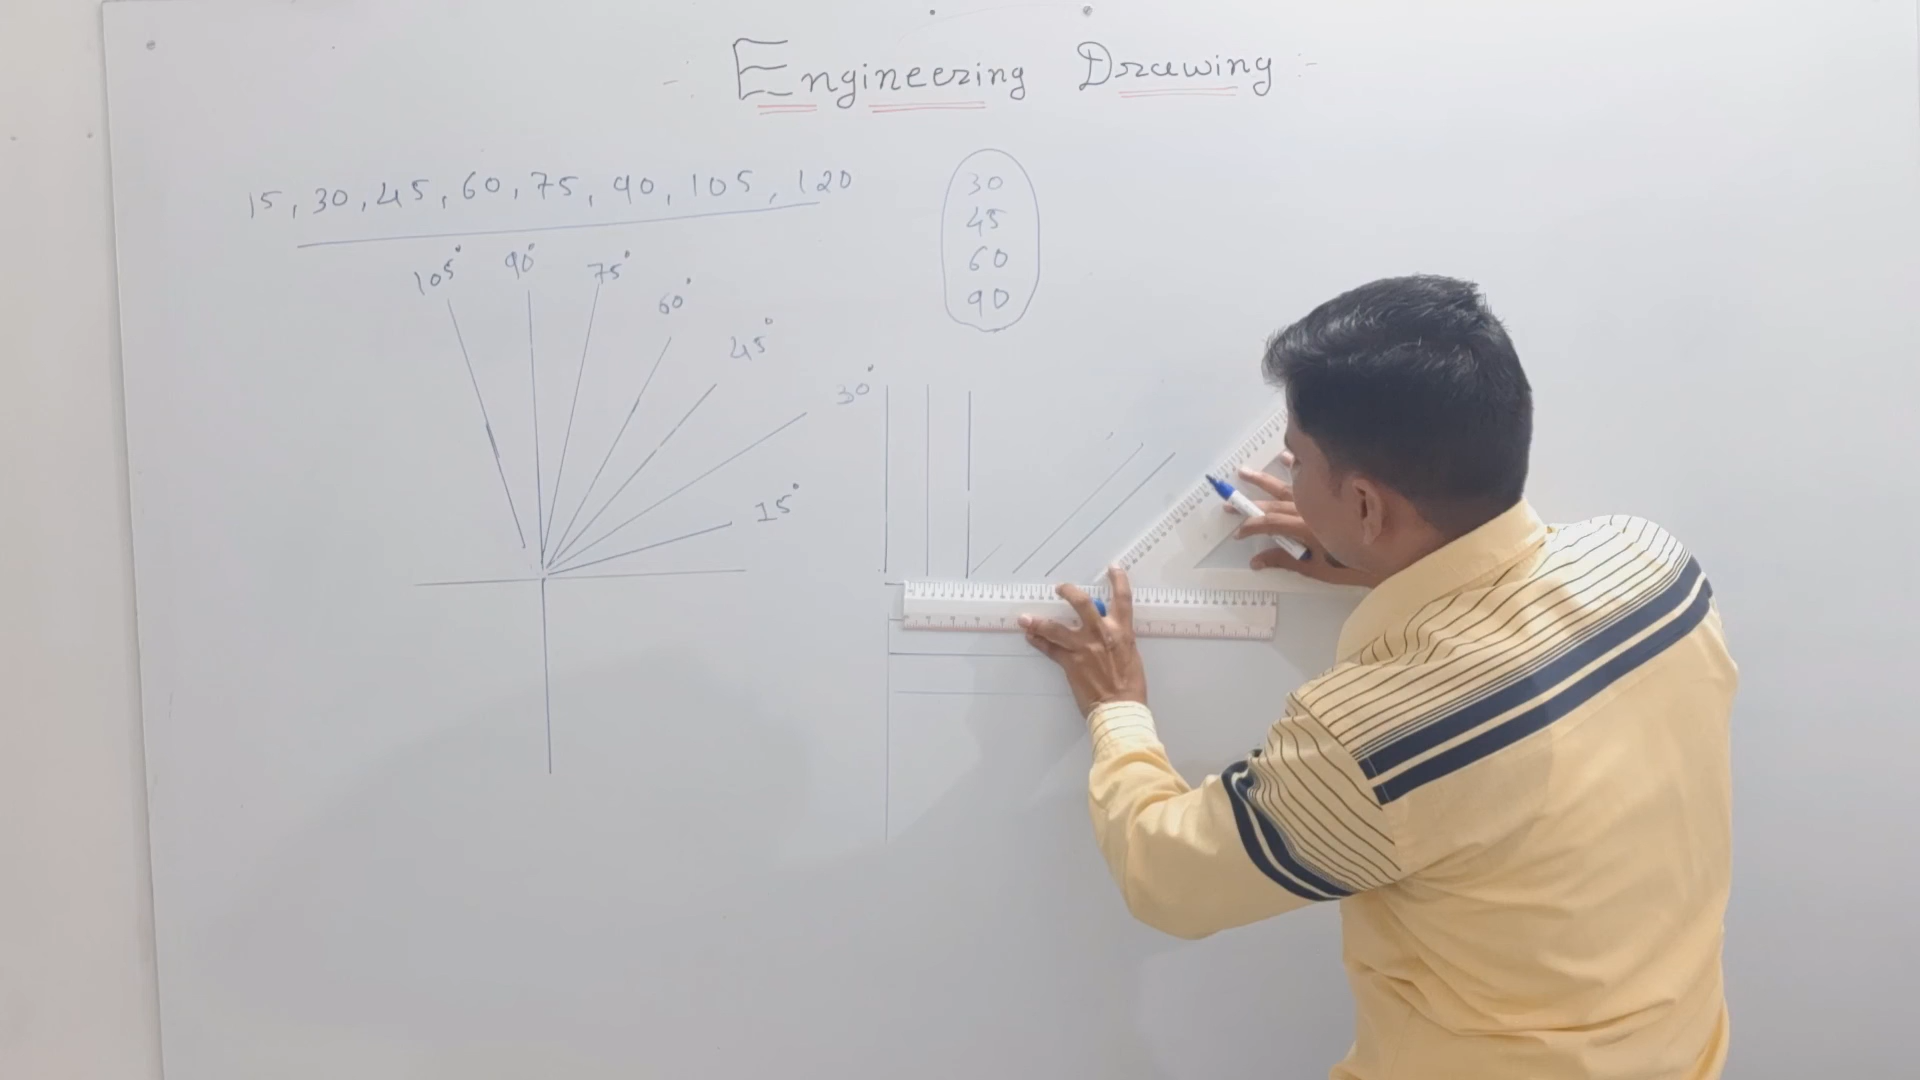 -: Engineering Drawing :-
15, 30, 45, 60, 75, 90, 105, 120
30
45
60
90
105° 90° 75° 60° 45° 30° 15°